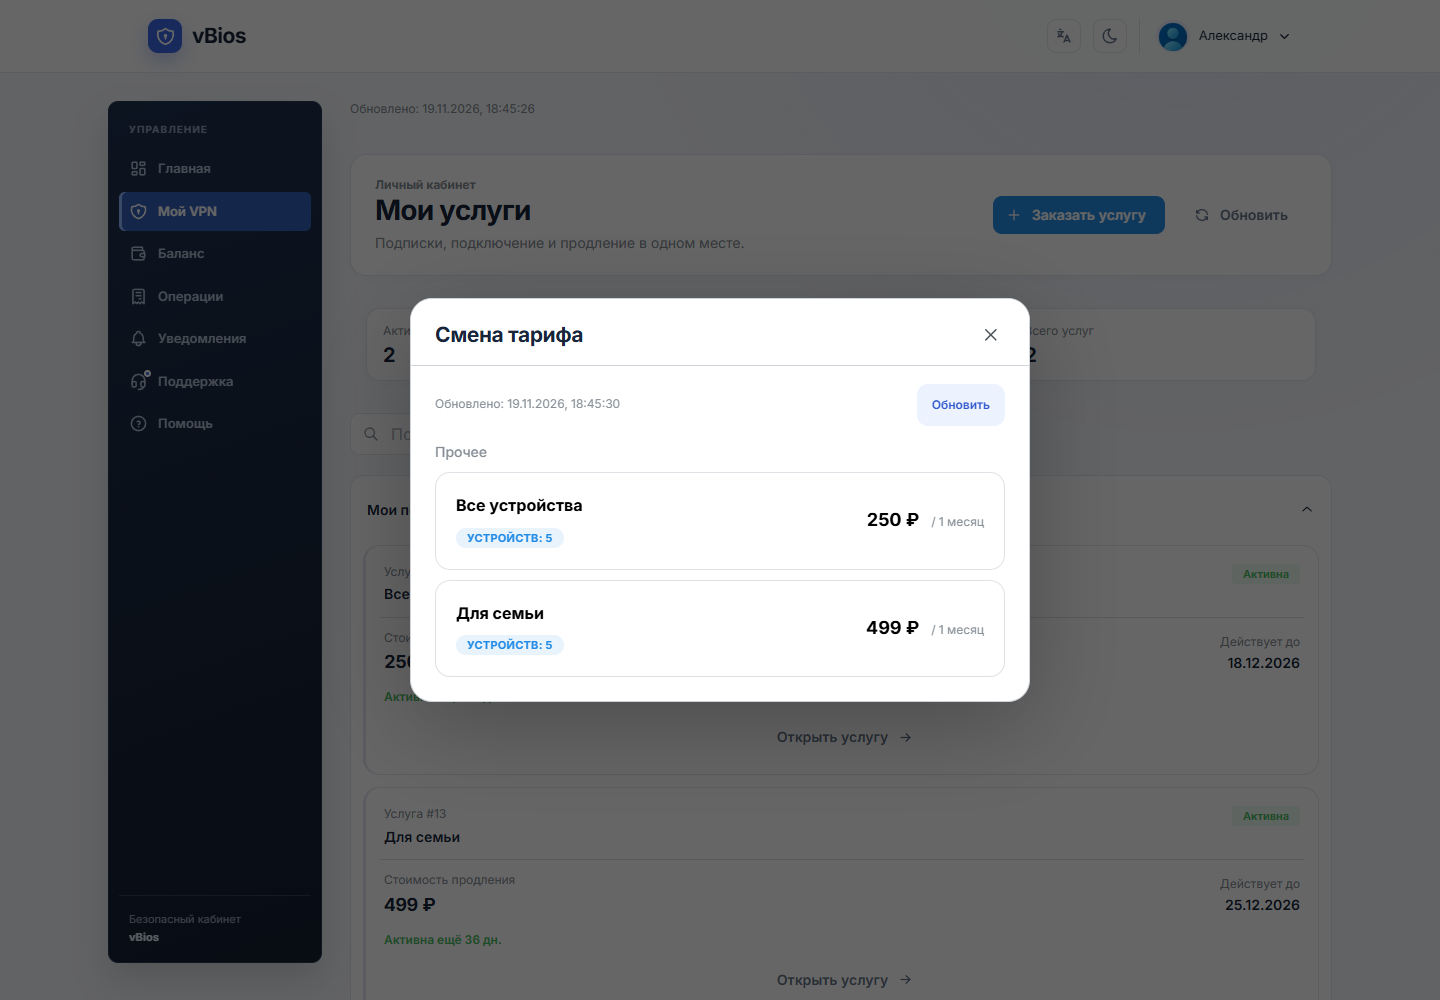 vBios
Александр
УПРАВЛЕНИЕ
Главная
Мой VPN
Баланс
Операции
Уведомления
Поддержка
Помощь
Безопасный кабинет
vBios
Обновлено: 19.11.2026, 18:45:26
Личный кабинет
Мои услуги
Подписки, подключение и продление в одном месте.
Заказать услугу
Обновить
2
Всего услуг
2
Смена тарифа
Обновлено: 19.11.2026, 18:45:30
Обновить
Прочее
Все устройства
УСТРОЙСТВ: 5
250 ₽ / 1 месяц
Для семьи
УСТРОЙСТВ: 5
499 ₽ / 1 месяц
Мои
Активна
Все
Действует до
18.12.2026
Открыть услугу
Услуга #13
Активна
Для семьи
Стоимость продления
499 ₽
Действует до
25.12.2026
Активна ещё 36 дн.
Открыть услугу